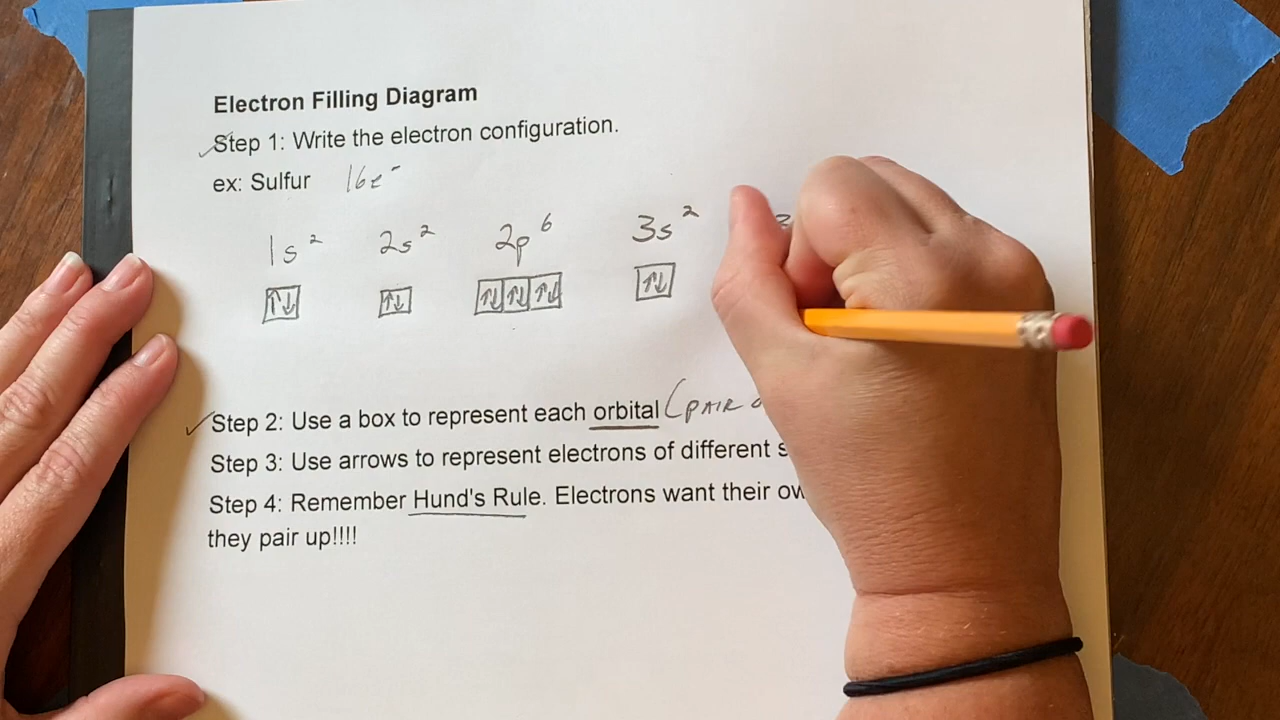 Electron Filling Diagram
Step 1: Write the electron configuration.
ex: Sulfur 16e⁻
1s² 2s² 2p⁶ 3s² 3
↑↓ ↑↓ ↑↓ ↑↓ ↑↓ ↑↓
Step 2: Use a box to represent each orbital (PAIR
Step 3: Use arrows to represent electrons of different
Step 4: Remember Hund's Rule. Electrons want their
they pair up!!!!